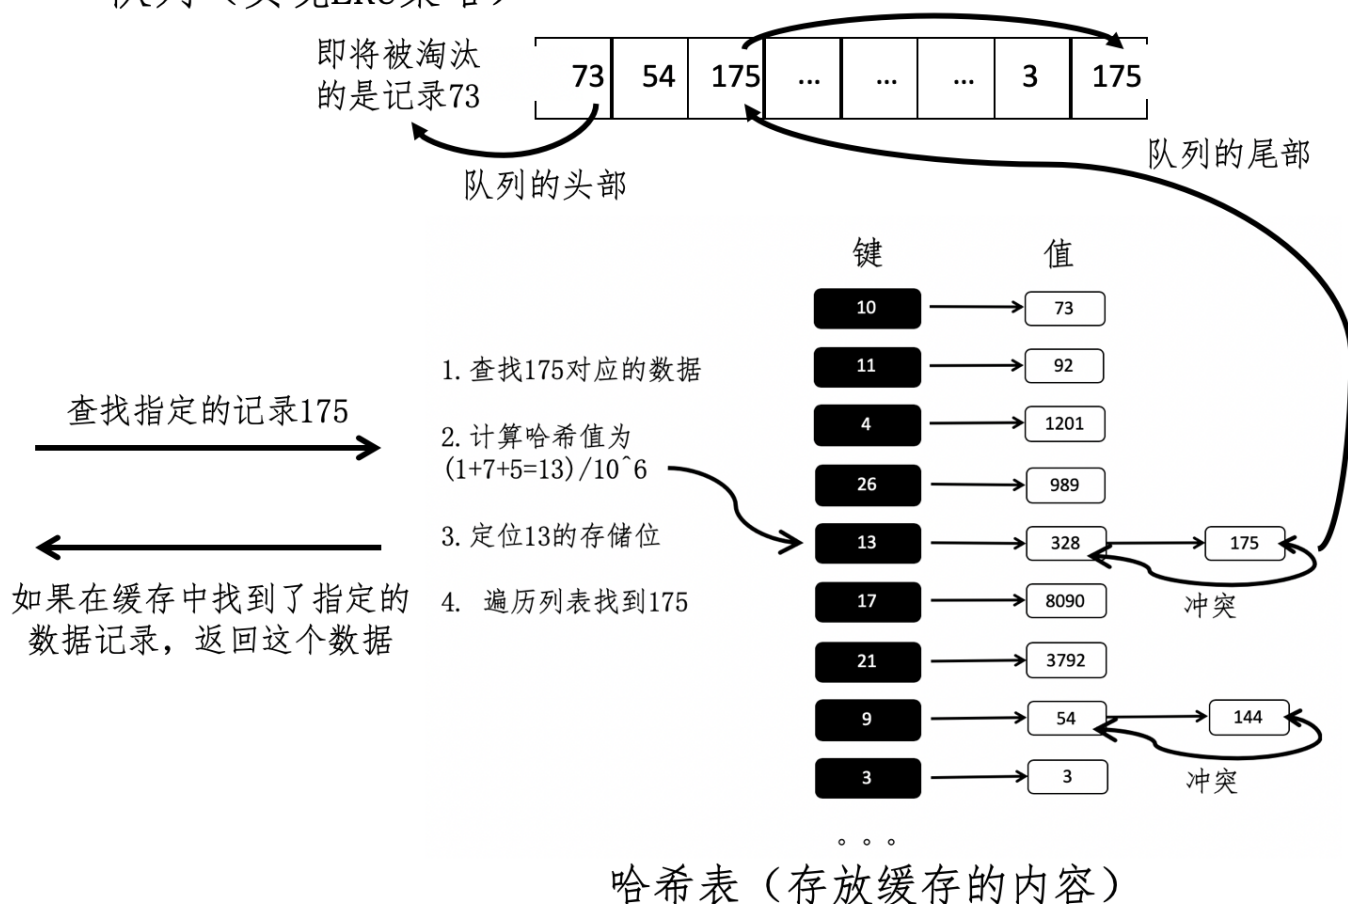 即将被淘汰
的是记录73
73 54 175 ... ... ... 3 175
队列的头部
队列的尾部
键 值
10 73
11 92
4 1201
26 989
13 328 175
冲突
17 8090
21 3792
9 54 144
冲突
3 3
。。。
查找指定的记录175
如果在缓存中找到了指定的
数据记录，返回这个数据
1. 查找175对应的数据
2. 计算哈希值为
(1+7+5=13)/10^6
3. 定位13的存储位
4. 遍历列表找到175
哈希表（存放缓存的内容）